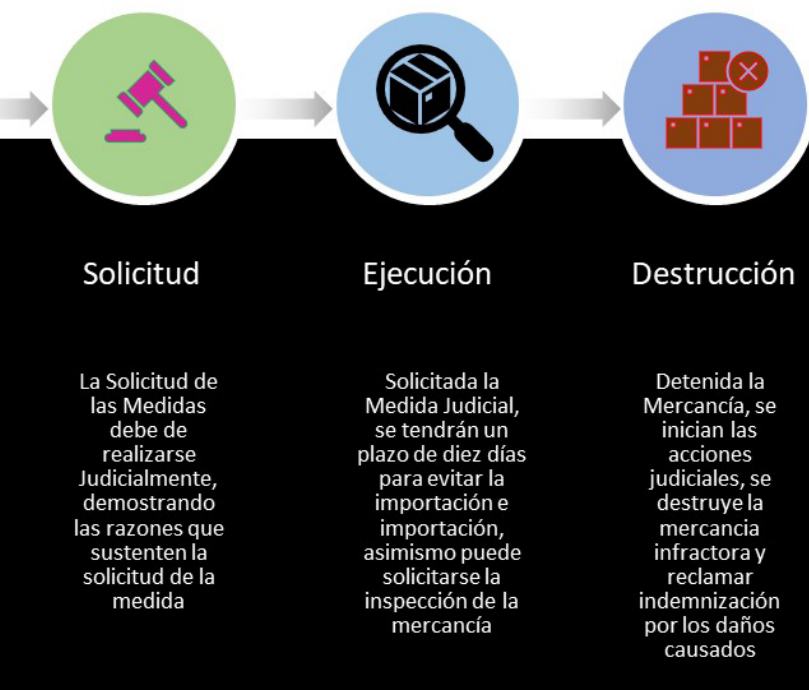 Solicitud
La Solicitud de
las Medidas
debe de
realizarse
Judicialmente,
demostrando
las razones que
sustenten la
solicitud de la
medida
Ejecución
Solicitada la
Medida Judicial,
se tendrán un
plazo de diez días
para evitar la
importación e
importación,
asimismo puede
solicitarse la
inspección de la
mercancía
Destrucción
Detenida la
Mercancía, se
inician las
acciones
judiciales, se
destruye la
mercancia
infractora y
reclamar
indemnización
por los daños
causados